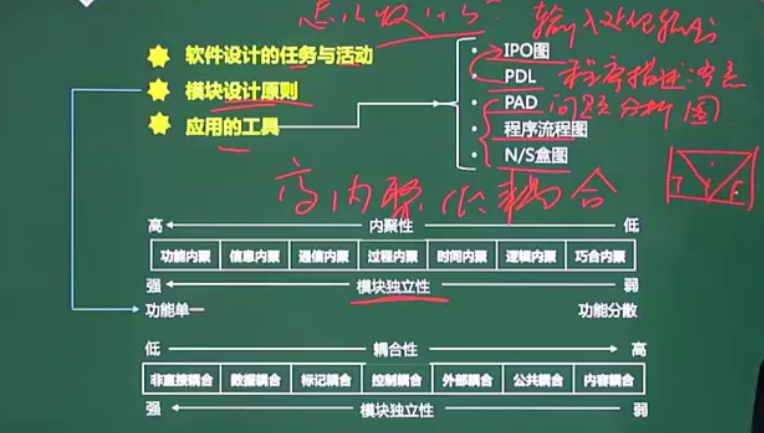 输入处理输出
软件设计的任务与活动
IPO图
模块设计原则
PDL 程序描述语言
应用的工具
PAD 问题分析图
程序流程图
N/S盒图
T IF F
高内聚 低耦合
高 内聚性 低
功能内聚 信息内聚 通信内聚 过程内聚 时间内聚 逻辑内聚 巧合内聚
强 模块独立性 弱
功能单一 功能分散
低 耦合性 高
非直接耦合 数据耦合 标记耦合 控制耦合 外部耦合 公共耦合 内容耦合
强 模块独立性 弱